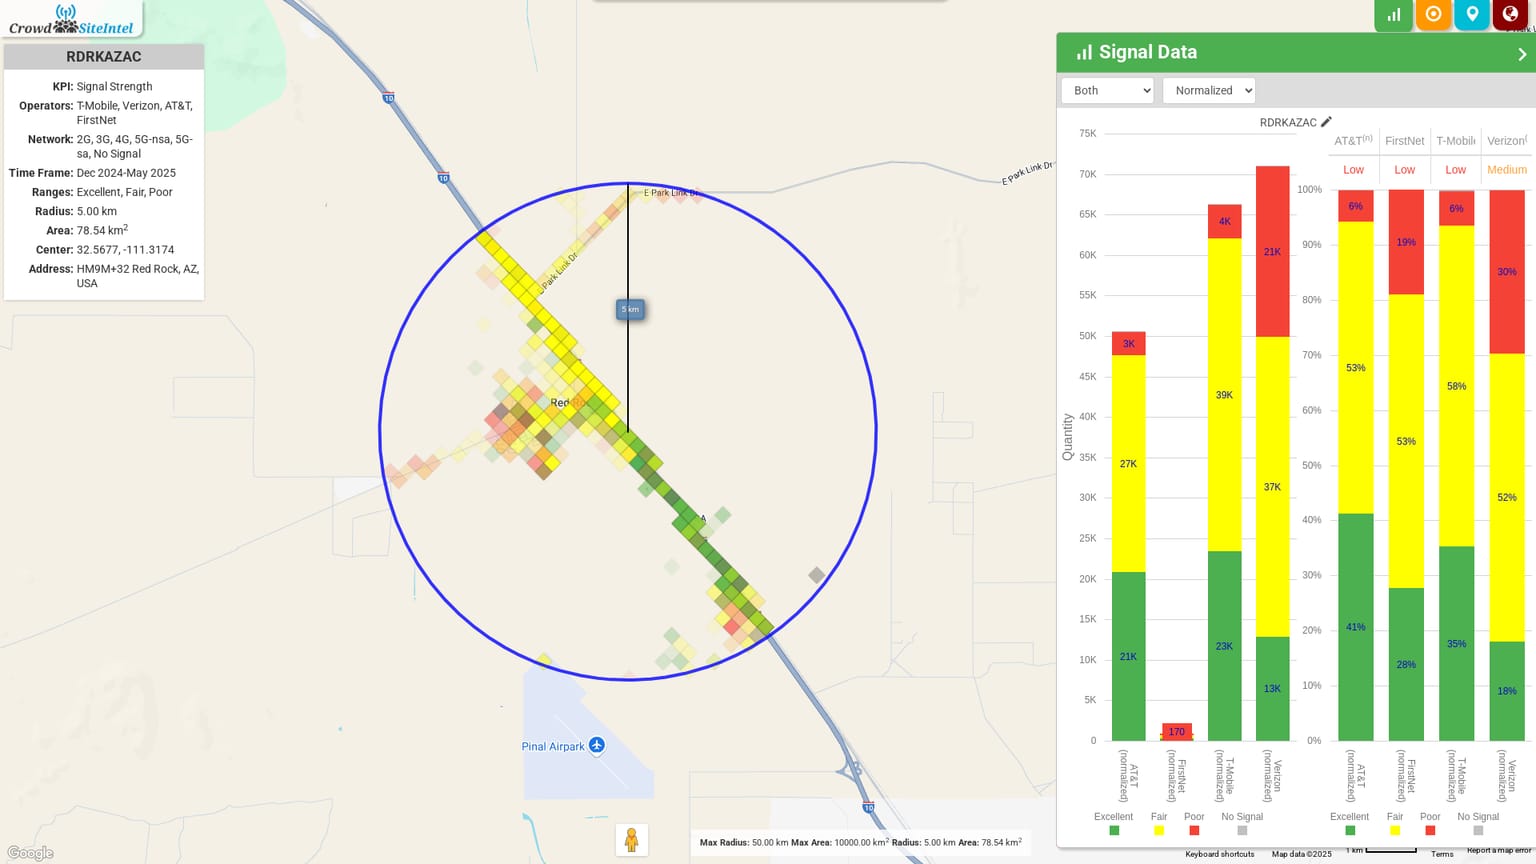 Crowd SiteIntel
RDRKAZAC
KPI: Signal Strength
Operators: T-Mobile, Verizon, AT&T,
FirstNet
Network: 2G, 3G, 4G, 5G-nsa, 5G-
sa, No Signal
Time Frame: Dec 2024-May 2025
Ranges: Excellent, Fair, Poor
Radius: 5.00 km
Area: 78.54 km2
Center: 32.5677, -111.3174
Address: HM9M+32 Red Rock, AZ,
USA
10
10
E Park Link Dr
E Park Link Dr
Park Link Dr
5 km
Red
Pinal Airpark
10
Google
Max Radius: 50.00 km Max Area: 10000.00 km2 Radius: 5.00 km Area: 78.54 km2
Signal Data
Both
Normalized
RDRKAZAC
AT&T(n) FirstNet T-Mobile Verizon(
Low Low Low Medium
Quantity
75K
70K
65K
60K
55K
50K
45K
40K
35K
30K
25K
20K
15K
10K
5K
0
3K
27K
21K
170
4K
39K
23K
21K
37K
13K
AT&T
(normalized)
FirstNet
(normalized)
T-Mobile
(normalized)
Verizon
(normalized)
Excellent Fair Poor No Signal
100%
90%
80%
70%
60%
50%
40%
30%
20%
10%
0%
6%
53%
41%
19%
53%
28%
6%
58%
35%
30%
52%
18%
AT&T
(normalized)
FirstNet
(normalized)
T-Mobile
(normalized)
Verizon
(normalized)
Excellent Fair Poor No Signal
Keyboard shortcuts Map data ©2025 1 km Terms Report a map error